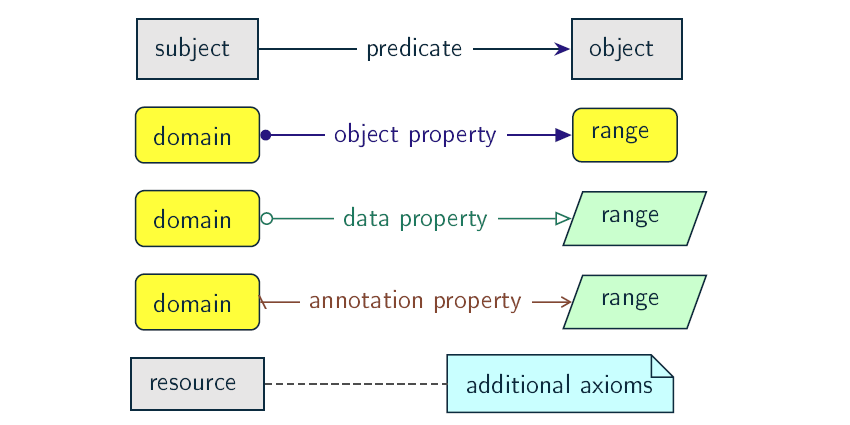 subject predicate object
domain object property range
domain data property range
domain annotation property range
resource additional axioms